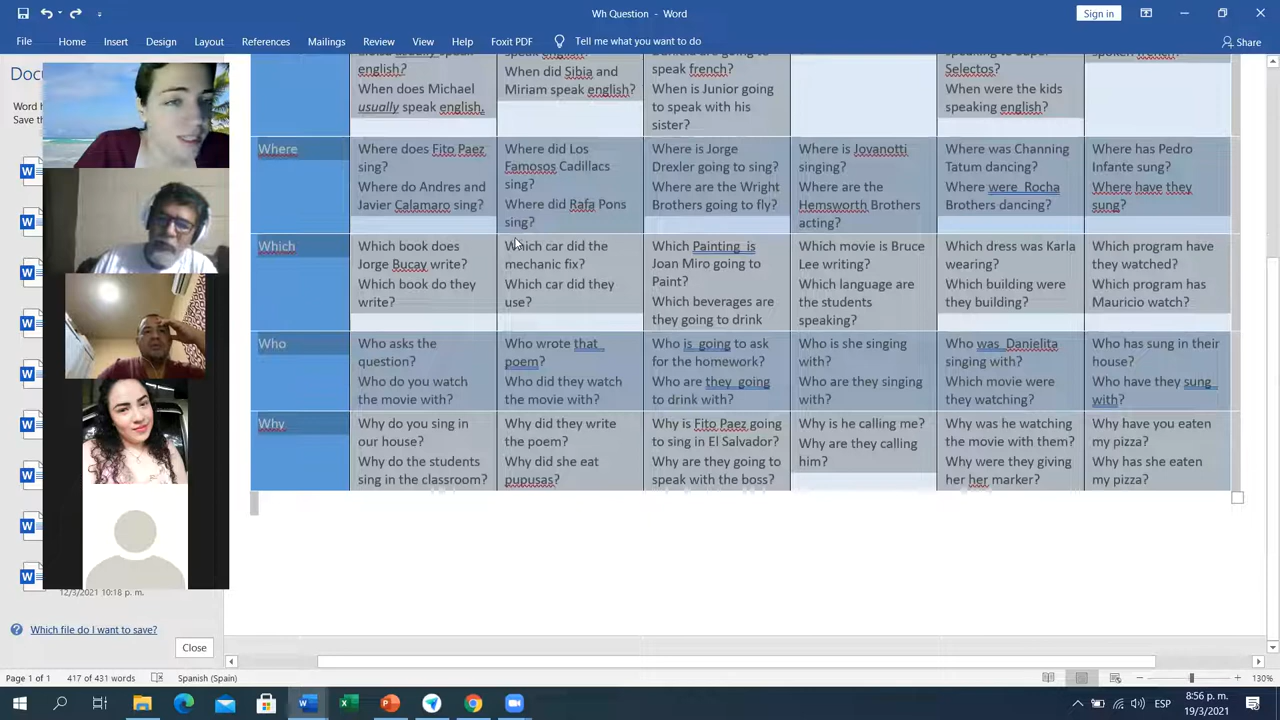 Wh Question - Word
Sign in
File Home Insert Design Layout References Mailings Review View Help Foxit PDF Tell me what you want to do Share
english?
When does Michael
usually speak english.
When did Sibia and
Miriam speak english?
speak french?
When is Junior going
to speak with his
sister?
Selectos?
When were the kids
speaking english?
Where
Where does Fito Paez
sing?
Where do Andres and
Javier Calamaro sing?
Where did Los
Famosos Cadillacs
sing?
Where did Rafa Pons
sing?
Where is Jorge
Drexler going to sing?
Where are the Wright
Brothers going to fly?
Where is Jovanotti
singing?
Where are the
Hemsworth Brothers
acting?
Where was Channing
Tatum dancing?
Where were Rocha
Brothers dancing?
Where has Pedro
Infante sung?
Where have they
sung?
Which
Which book does
Jorge Bucay write?
Which book do they
write?
Which car did the
mechanic fix?
Which car did they
use?
Which Painting is
Joan Miro going to
Paint?
Which beverages are
they going to drink
Which movie is Bruce
Lee writing?
Which language are
the students
speaking?
Which dress was Karla
wearing?
Which building were
they building?
Which program have
they watched?
Which program has
Mauricio watch?
Who
Who asks the
question?
Who do you watch
the movie with?
Who wrote that
poem?
Who did they watch
the movie with?
Who is going to ask
for the homework?
Who are they going
to drink with?
Who is she singing
with?
Who are they singing
with?
Who was Danielita
singing with?
Which movie were
they watching?
Who has sung in their
house?
Who have they sung
with?
Why
Why do you sing in
our house?
Why do the students
sing in the classroom?
Why did they write
the poem?
Why did she eat
pupusas?
Why is Fito Paez going
to sing in El Salvador?
Why are they going to
speak with the boss?
Why is he calling me?
Why are they calling
him?
Why was he watching
the movie with them?
Why were they giving
her her marker?
Why have you eaten
my pizza?
Why has she eaten
my pizza?
Docu
Word h
Save th
12/3/2021 10:18 p. m.
Which file do I want to save?
Close
Page 1 of 1 417 of 431 words Spanish (Spain) 130%
ESP 8:56 p. m.
19/3/2021